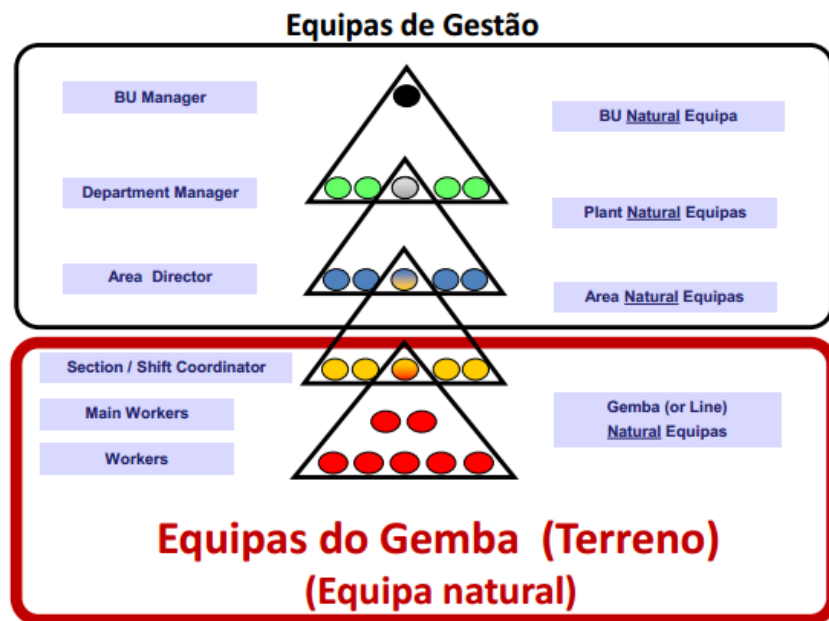 Equipas de Gestão
BU Manager
BU Natural Equipa
Department Manager
Plant Natural Equipas
Area Director
Area Natural Equipas
Section / Shift Coordinator
Main Workers
Workers
Gemba (or Line)
Natural Equipas
Equipas do Gemba (Terreno)
(Equipa natural)